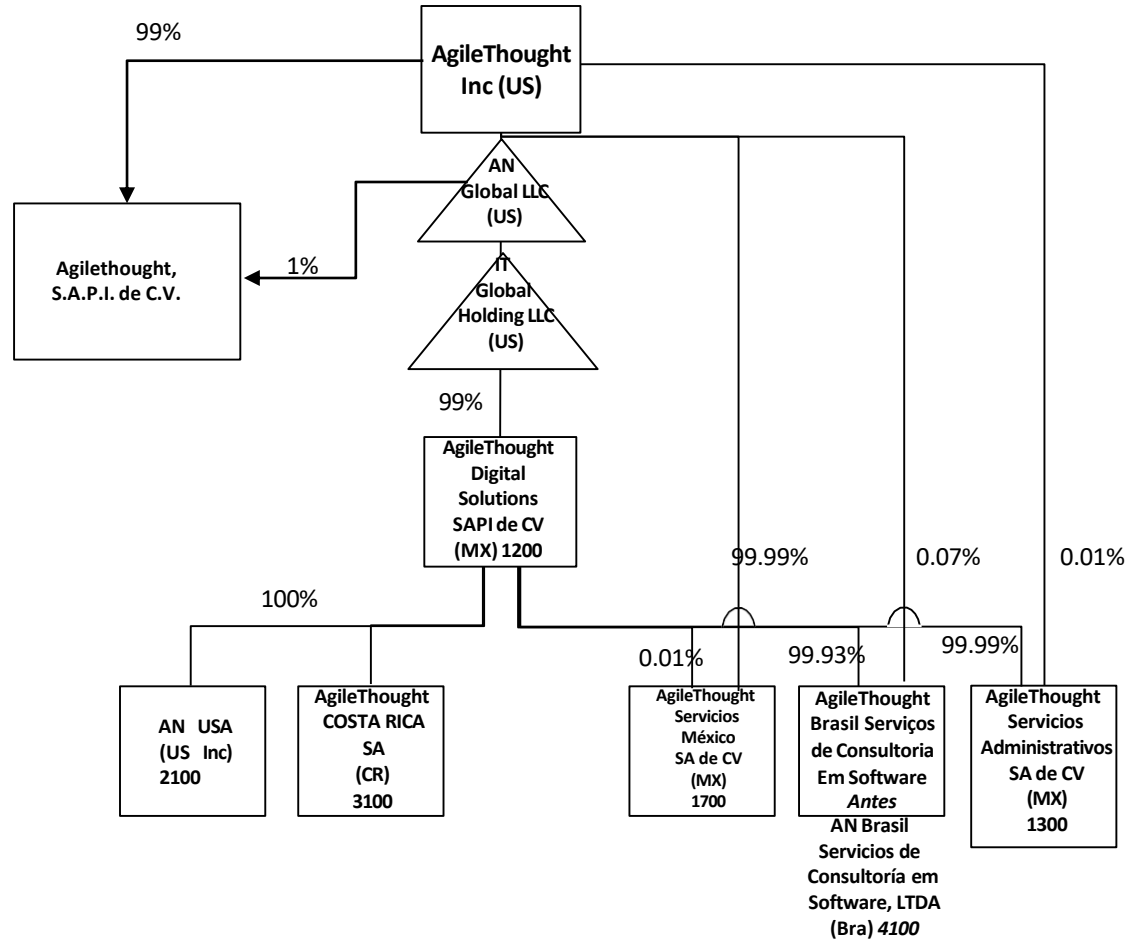 99%
AgileThought
Inc (US)
AN
Global LLC
(US)
1%
Agilethought,
S.A.P.I. de C.V.
IT
Global
Holding LLC
(US)
99%
AgileThought
Digital
Solutions
SAPI de CV
(MX) 1200
99.99%
0.07%
0.01%
100%
0.01%
99.93%
99.99%
AN USA
(US Inc)
2100
AgileThought
COSTA RICA
SA
(CR)
3100
AgileThought
Servicios
México
SA de CV
(MX)
1700
AgileThought
Brasil Serviços
de Consultoria
Em Software
Antes
AN Brasil
Servicios de
Consultoría em
Software, LTDA
(Bra) 4100
AgileThought
Servicios
Administrativos
SA de CV
(MX)
1300